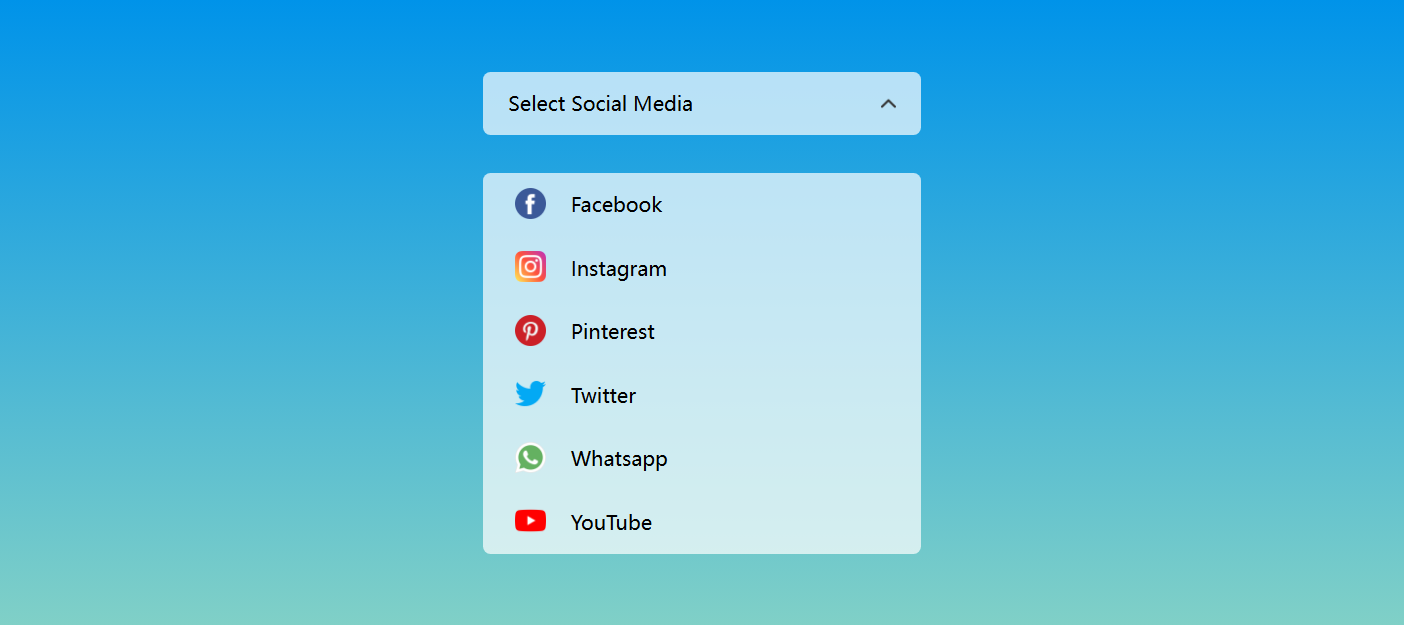 Select Social Media
Facebook
Instagram
Pinterest
Twitter
Whatsapp
YouTube